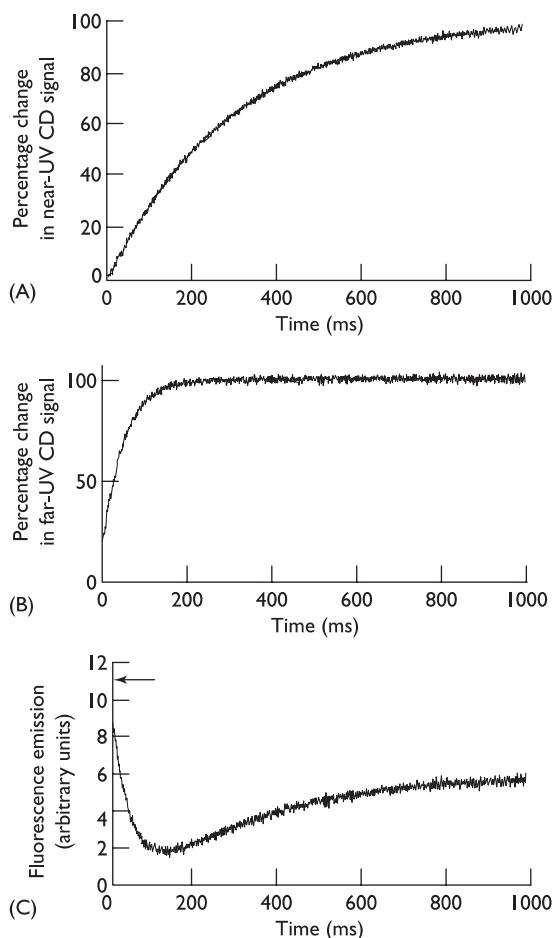 100
80
60
40
20
0
Percentage change
in near-UV CD signal
0 200 400 600 800 1000
Time (ms)
(A)
100
50
0
Percentage change
in far-UV CD signal
0 200 400 600 800 1000
Time (ms)
(B)
12
10
8
6
4
2
0
Fluorescence emission
(arbitrary units)
0 200 400 600 800 1000
Time (ms)
(C)